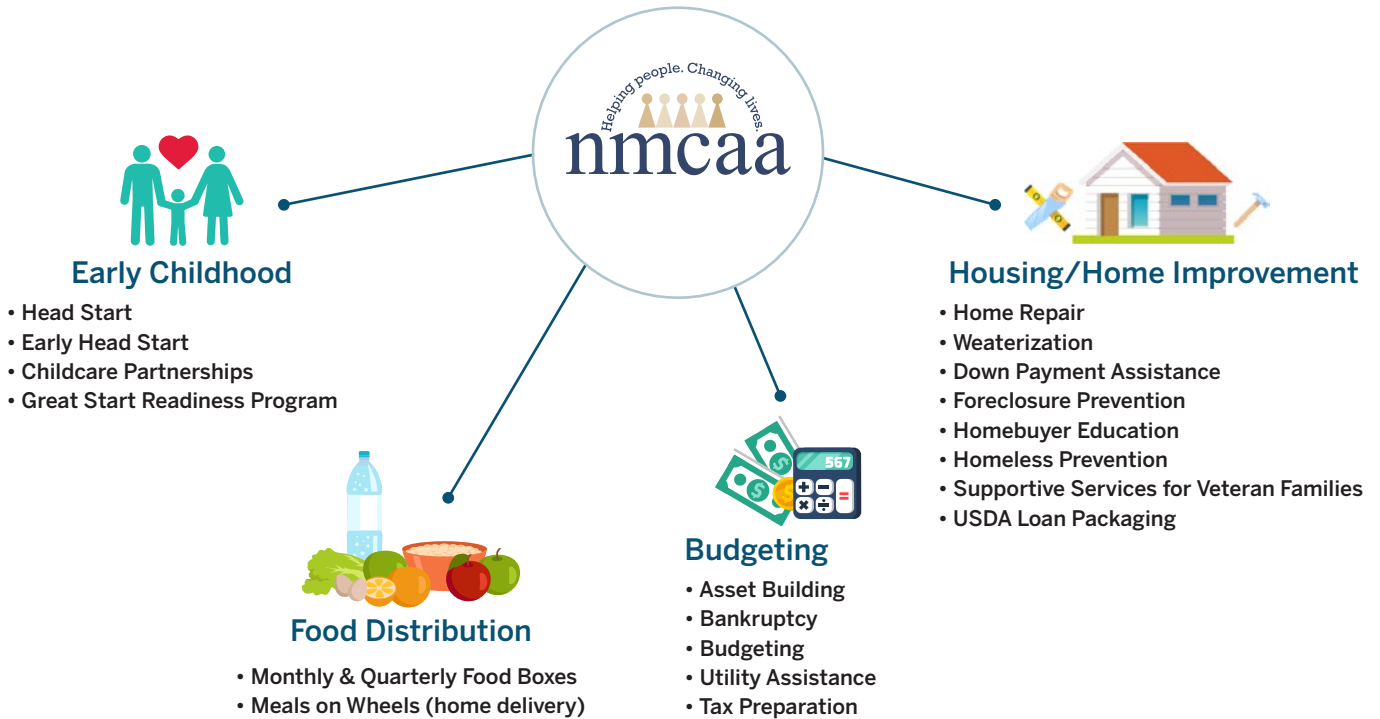 Helping people. Changing lives.
nmcaa
Early Childhood
• Head Start
• Early Head Start
• Childcare Partnerships
• Great Start Readiness Program
Food Distribution
• Monthly & Quarterly Food Boxes
• Meals on Wheels (home delivery)
567
+ −
× ÷ =
Budgeting
• Asset Building
• Bankruptcy
• Budgeting
• Utility Assistance
• Tax Preparation
Housing/Home Improvement
• Home Repair
• Weaterization
• Down Payment Assistance
• Foreclosure Prevention
• Homebuyer Education
• Homeless Prevention
• Supportive Services for Veteran Families
• USDA Loan Packaging